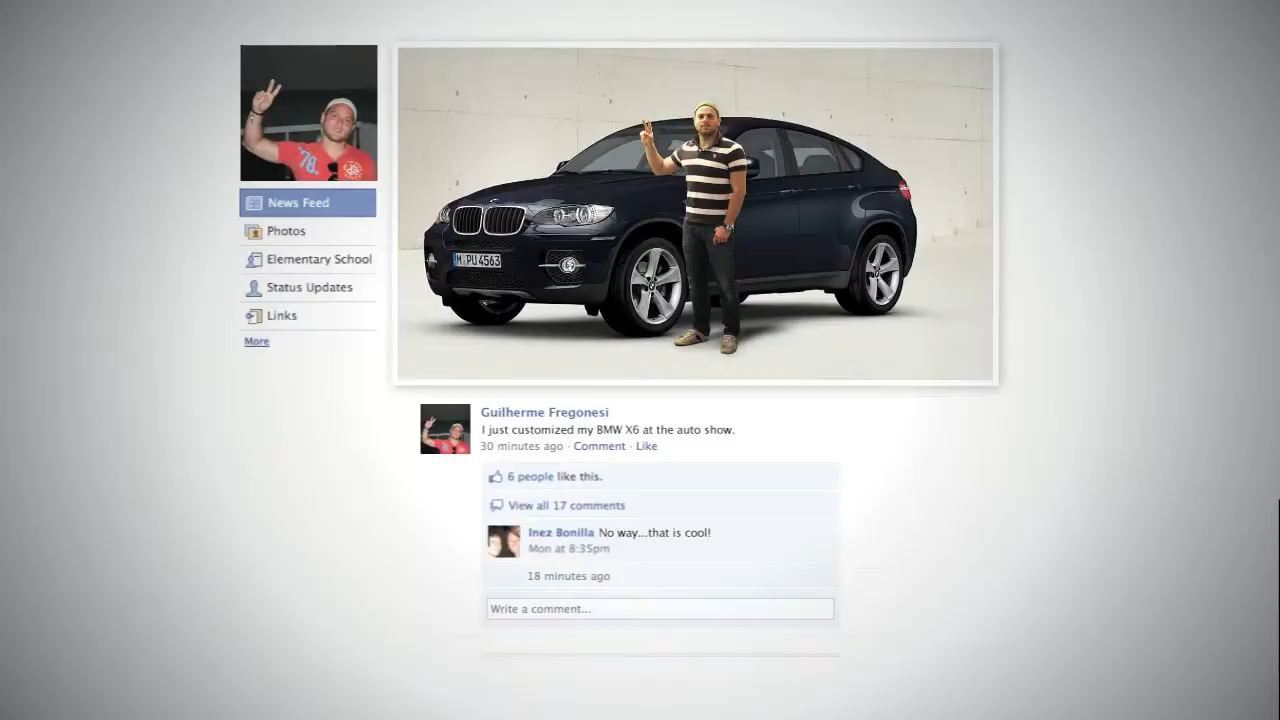 78
News Feed
Photos
Elementary School
Status Updates
Links
More
M PU 4563
Guilherme Fregonesi
I just customized my BMW X6 at the auto show.
30 minutes ago · Comment · Like
6 people like this.
View all 17 comments
Inez Bonilla No way...that is cool!
Mon at 8:35pm
18 minutes ago
Write a comment...